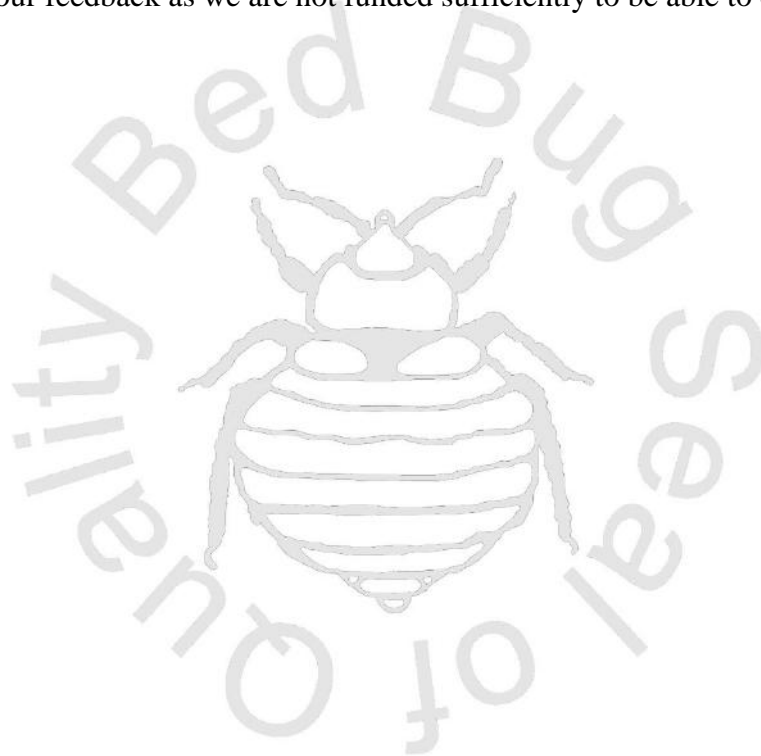 our feedback as we are not funded sufficiently to be able to
Bed Bug Seal of Quality